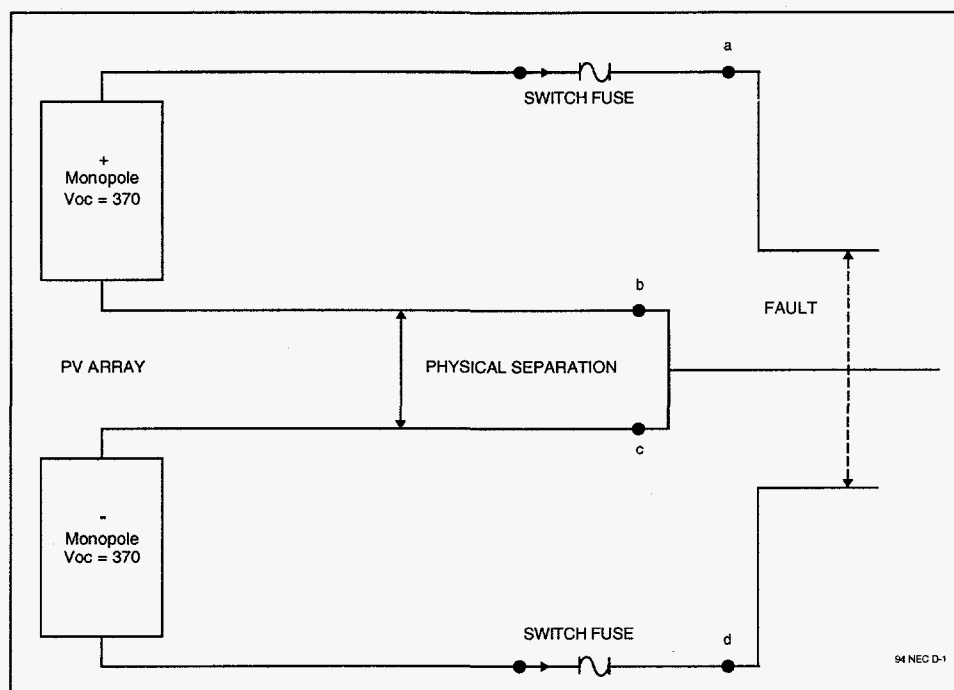 a
SWITCH FUSE
+
Monopole
Voc = 370
b
FAULT
PV ARRAY
PHYSICAL SEPARATION
c
-
Monopole
Voc = 370
SWITCH FUSE
d
94 NEC D-1